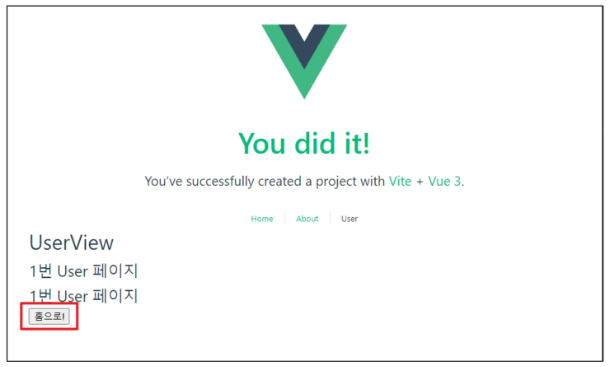 You did it!
You've successfully created a project with Vite + Vue 3.
Home About User
UserView
1번 User 페이지
1번 User 페이지
홈으로!